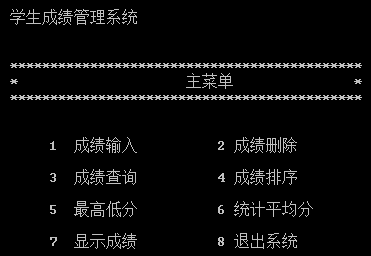 学生成绩管理系统
********************************************
* 主菜单 *
********************************************
1 成绩输入 2 成绩删除
3 成绩查询 4 成绩排序
5 最高低分 6 统计平均分
7 显示成绩 8 退出系统